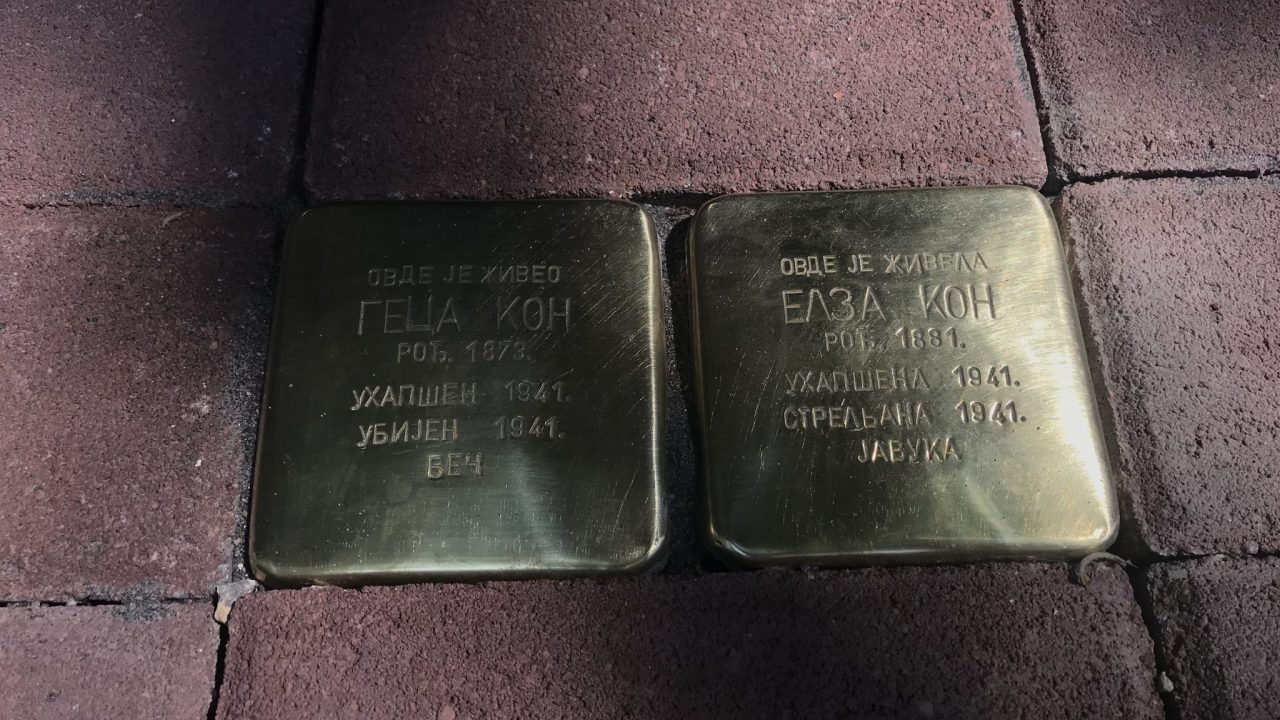 ОВДЕ ЈЕ ЖИВЕО
ГЕЦА КОН
РОЂ. 1873.
УХАПШЕН 1941.
УБИЈЕН 1941.
БЕЧ
ОВДЕ ЈЕ ЖИВЕЛА
ЕЛЗА КОН
РОЂ. 1881.
УХАПШЕНА 1941.
СТРЕЉАНА 1941.
ЈАВУКА